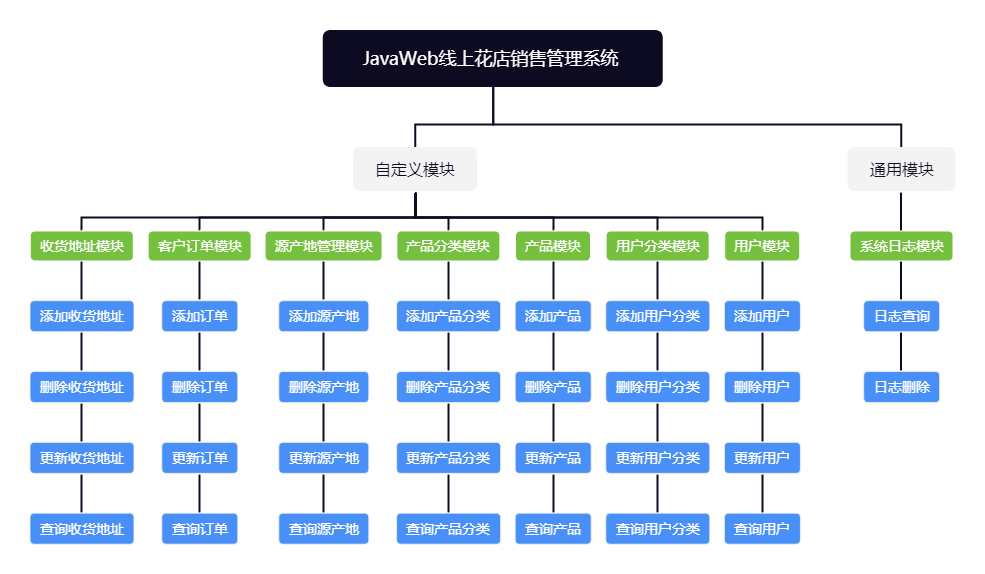 JavaWeb线上花店销售管理系统
自定义模块
通用模块
收货地址模块
客户订单模块
源产地管理模块
产品分类模块
产品模块
用户分类模块
用户模块
系统日志模块
添加收货地址
添加订单
添加源产地
添加产品分类
添加产品
添加用户分类
添加用户
日志查询
删除收货地址
删除订单
删除源产地
删除产品分类
删除产品
删除用户分类
删除用户
日志删除
更新收货地址
更新订单
更新源产地
更新产品分类
更新产品
更新用户分类
更新用户
查询收货地址
查询订单
查询源产地
查询产品分类
查询产品
查询用户分类
查询用户